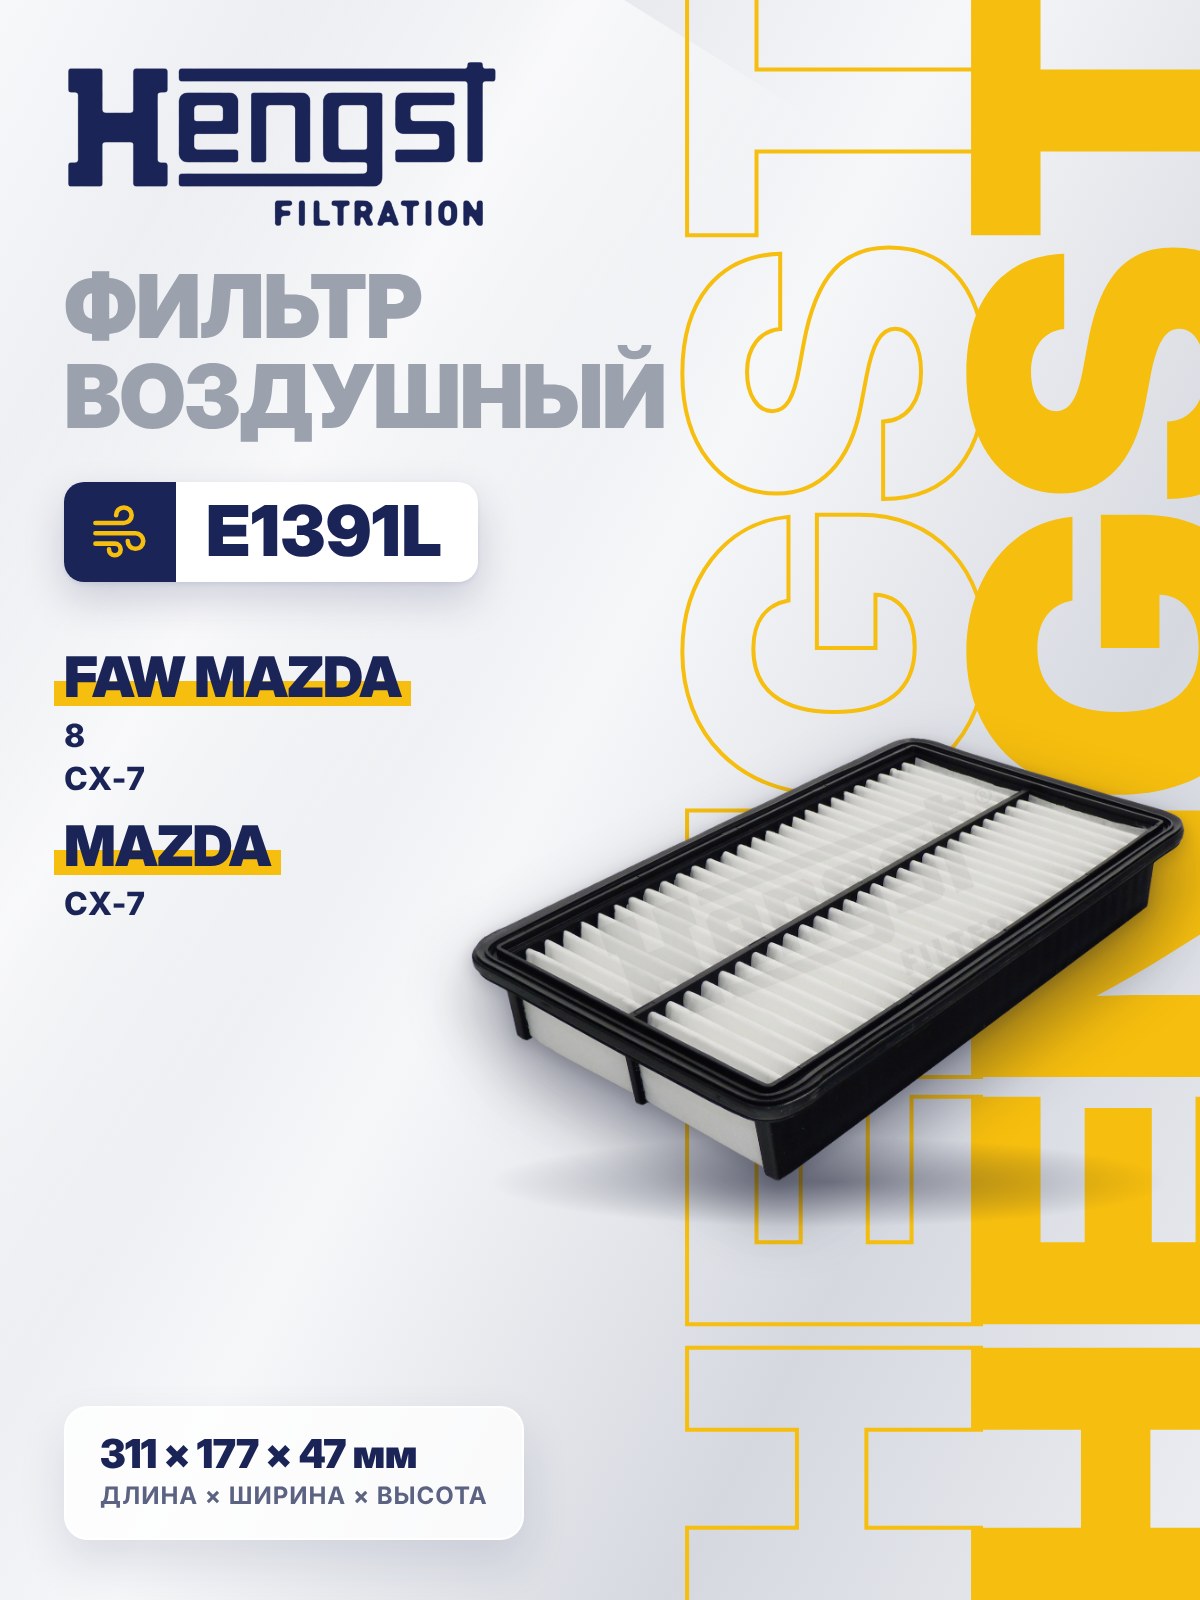 Hengst
FILTRATION
ФИЛЬТР
ВОЗДУШНЫЙ
E1391L
FAW MAZDA
8
CX-7
MAZDA
CX-7
311 × 177 × 47 мм
ДЛИНА × ШИРИНА × ВЫСОТА
HENGST
HENGST